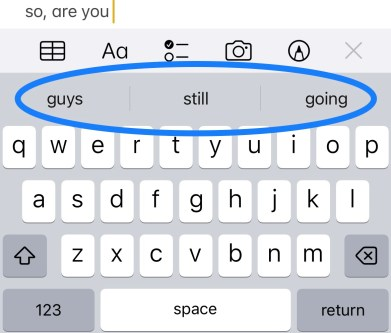 so, are you
Aa
guys still going
q w e r t y u i o p
a s d f g h j k l
z x c v b n m
123 space return